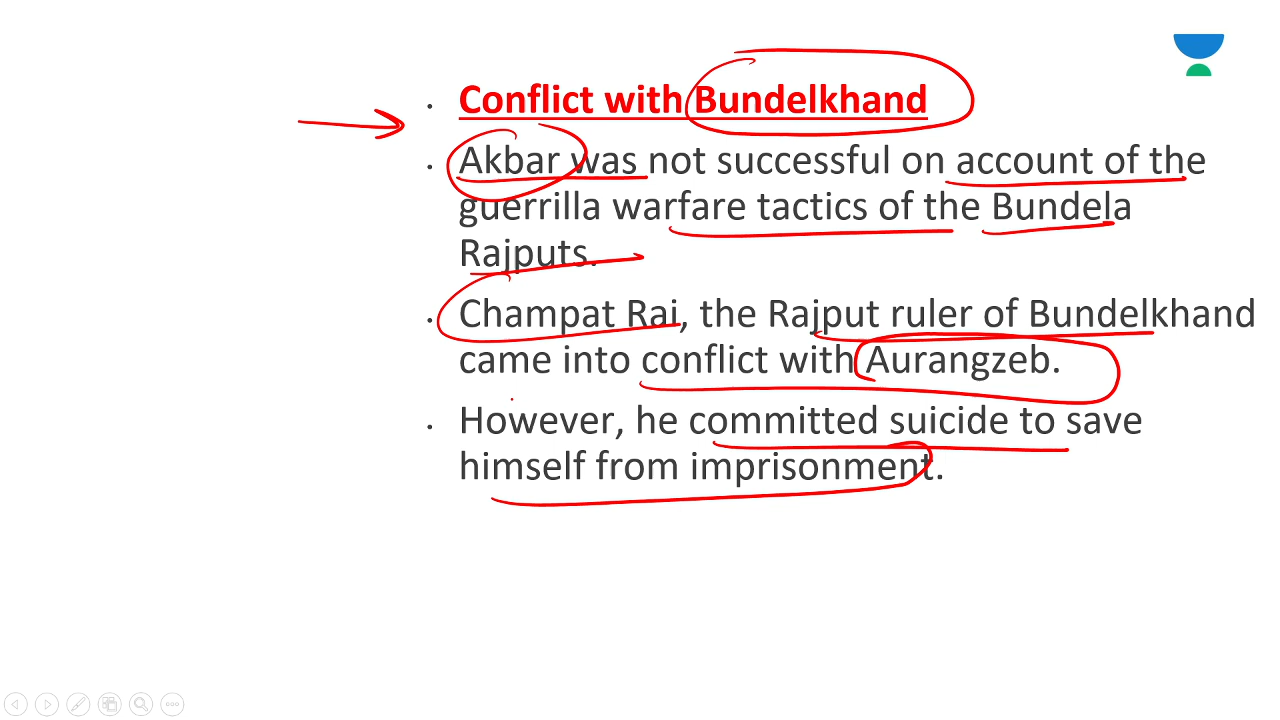 Conflict with Bundelkhand
Akbar was not successful on account of the
guerrilla warfare tactics of the Bundela
Rajputs.
Champat Rai, the Rajput ruler of Bundelkhand
came into conflict with Aurangzeb.
However, he committed suicide to save
himself from imprisonment.